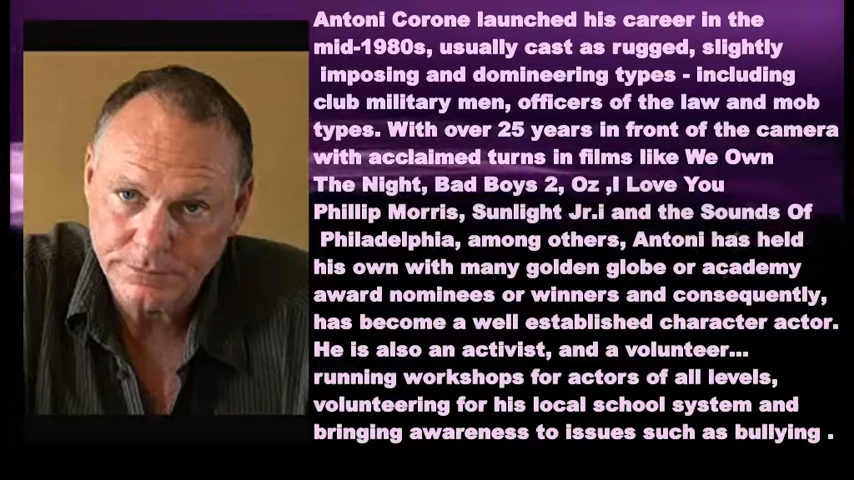 Antoni Corone launched his career in the
mid-1980s, usually cast as rugged, slightly
imposing and domineering types - including
club military men, officers of the law and mob
types. With over 25 years in front of the camera
with acclaimed turns in films like We Own
The Night, Bad Boys 2, Oz ,I Love You
Phillip Morris, Sunlight Jr.i and the Sounds Of
Philadelphia, among others, Antoni has held
his own with many golden globe or academy
award nominees or winners and consequently,
has become a well established character actor.
He is also an activist, and a volunteer...
running workshops for actors of all levels,
volunteering for his local school system and
bringing awareness to issues such as bullying .